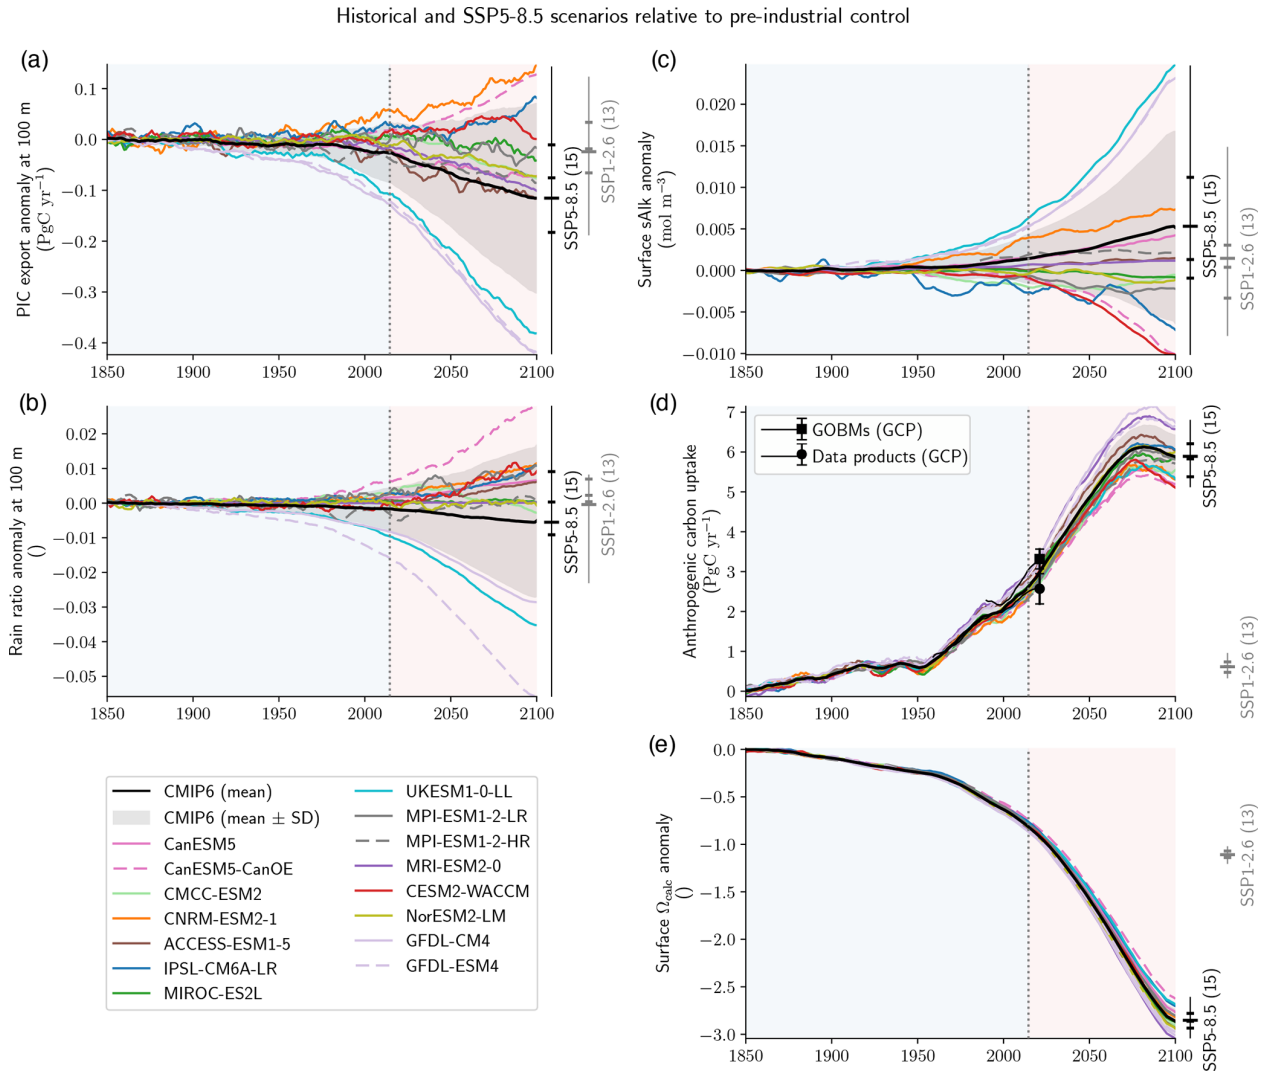 Historical and SSP5-8.5 scenarios relative to pre-industrial control
(a)
PIC export anomaly at 100 m
(PgC yr⁻¹)
0.1
0.0
−0.1
−0.2
−0.3
−0.4
1850 1900 1950 2000 2050 2100
SSP5-8.5 (15)
SSP1-2.6 (13)
(c)
Surface sAlk anomaly
(mol m⁻³)
0.020
0.015
0.010
0.005
0.000
−0.005
−0.010
1850 1900 1950 2000 2050 2100
SSP5-8.5 (15)
SSP1-2.6 (13)
(b)
Rain ratio anomaly at 100 m
()
0.02
0.01
0.00
−0.01
−0.02
−0.03
−0.04
−0.05
1850 1900 1950 2000 2050 2100
SSP5-8.5 (15)
SSP1-2.6 (13)
(d)
Anthropogenic carbon uptake
(PgC yr⁻¹)
7
6
5
4
3
2
1
0
GOBMs (GCP)
Data products (GCP)
1850 1900 1950 2000 2050 2100
SSP5-8.5 (15)
SSP1-2.6 (13)
(e)
Surface Ωcalc anomaly
()
0.0
−0.5
−1.0
−1.5
−2.0
−2.5
−3.0
1850 1900 1950 2000 2050 2100
SSP5-8.5 (15)
SSP1-2.6 (13)
CMIP6 (mean)
CMIP6 (mean ± SD)
CanESM5
CanESM5-CanOE
CMCC-ESM2
CNRM-ESM2-1
ACCESS-ESM1-5
IPSL-CM6A-LR
MIROC-ES2L
UKESM1-0-LL
MPI-ESM1-2-LR
MPI-ESM1-2-HR
MRI-ESM2-0
CESM2-WACCM
NorESM2-LM
GFDL-CM4
GFDL-ESM4